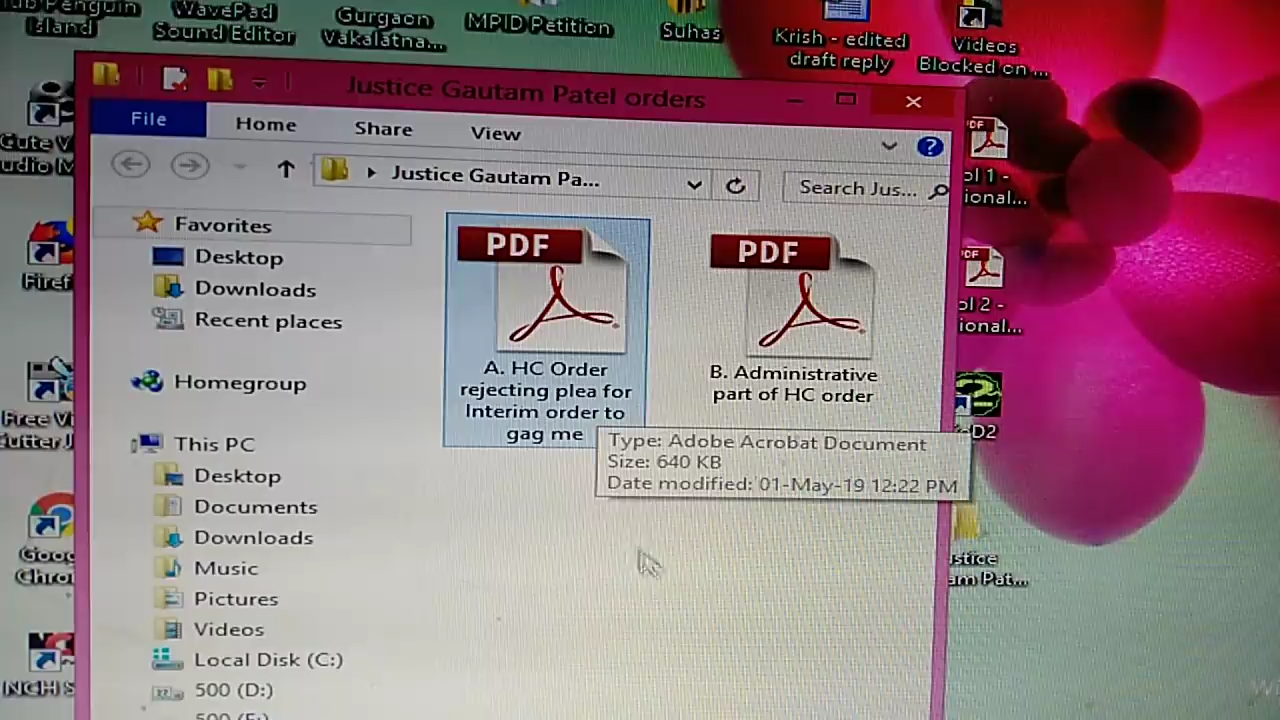 Island
WavePad
Sound Editor
Gurgaon
Vakalatna...
MPID Petition
Suhas
Krish - edited
draft reply
Videos
Blocked on ...
Justice Gautam Patel orders
File
Home
Share
View
Justice Gautam Pa...
Search Jus...
Favorites
Desktop
Downloads
Recent places
Homegroup
This PC
Desktop
Documents
Downloads
Music
Pictures
Videos
Local Disk (C:)
500 (D:)
PDF
A. HC Order
rejecting plea for
Interim order to
gag me
PDF
B. Administrative
part of HC order
Type: Adobe Acrobat Document
Size: 640 KB
Date modified: 01-May-19 12:22 PM